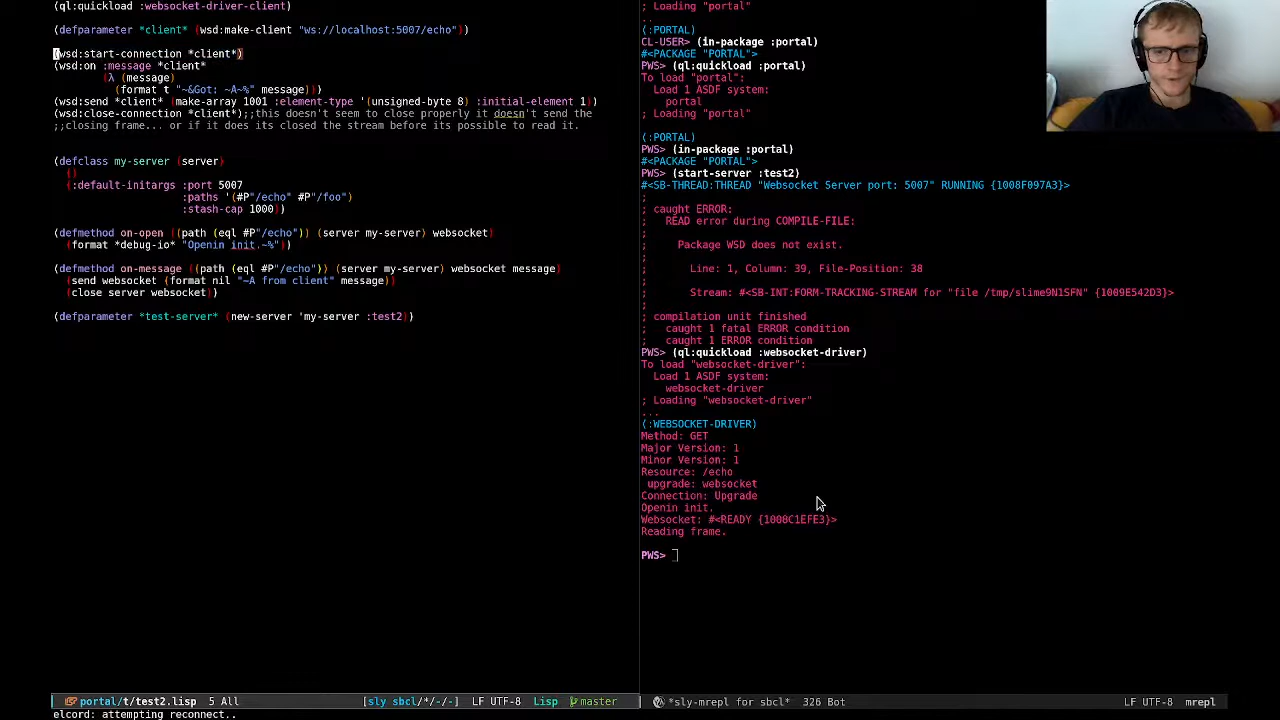 (ql:quickload :websocket-driver-client)
(defparameter *client* (wsd:make-client "ws://localhost:5007/echo"))
(wsd:start-connection *client*)
(wsd:on :message *client*
(λ (message)
(format t "~&Got: ~A~%" message)))
(wsd:send *client* (make-array 1001 :element-type '(unsigned-byte 8) :initial-element 1))
(wsd:close-connection *client*);;this doesn't seem to close properly it doesn't send the
;;closing frame... or if it does its closed the stream before its possible to read it.
(defclass my-server (server)
()
(:default-initargs :port 5007
:paths '(#P"/echo" #P"/foo")
:stash-cap 1000))
(defmethod on-open ((path (eql #P"/echo")) (server my-server) websocket)
(format *debug-io* "Openin init.~%"))
(defmethod on-message ((path (eql #P"/echo")) (server my-server) websocket message)
(send websocket (format nil "~A from client" message))
(close server websocket))
(defparameter *test-server* (new-server 'my-server :test2))
portal/t/test2.lisp 5 All [sly sbcl/*/-/-] LF UTF-8 Lisp master
elcord: attempting reconnect..
; Loading "portal"
..
(:PORTAL)
CL-USER> (in-package :portal)
#<PACKAGE "PORTAL">
PWS> (ql:quickload :portal)
To load "portal":
Load 1 ASDF system:
portal
; Loading "portal"
(:PORTAL)
PWS> (in-package :portal)
#<PACKAGE "PORTAL">
PWS> (start-server :test2)
#<SB-THREAD:THREAD "Websocket Server port: 5007" RUNNING {1008F097A3}>
;
; caught ERROR:
; READ error during COMPILE-FILE:
;
; Package WSD does not exist.
;
; Line: 1, Column: 39, File-Position: 38
;
; Stream: #<SB-INT:FORM-TRACKING-STREAM for "file /tmp/slime9N1SFN" {1009E542D3}>
;
; compilation unit finished
; caught 1 fatal ERROR condition
; caught 1 ERROR condition
PWS> (ql:quickload :websocket-driver)
To load "websocket-driver":
Load 1 ASDF system:
websocket-driver
; Loading "websocket-driver"
...
(:WEBSOCKET-DRIVER)
Method: GET
Major Version: 1
Minor Version: 1
Resource: /echo
upgrade: websocket
Connection: Upgrade
Openin init.
Websocket: #<READY {1008C1EFE3}>
Reading frame.
PWS>
*sly-mrepl for sbcl* 326 Bot LF UTF-8 mrepl